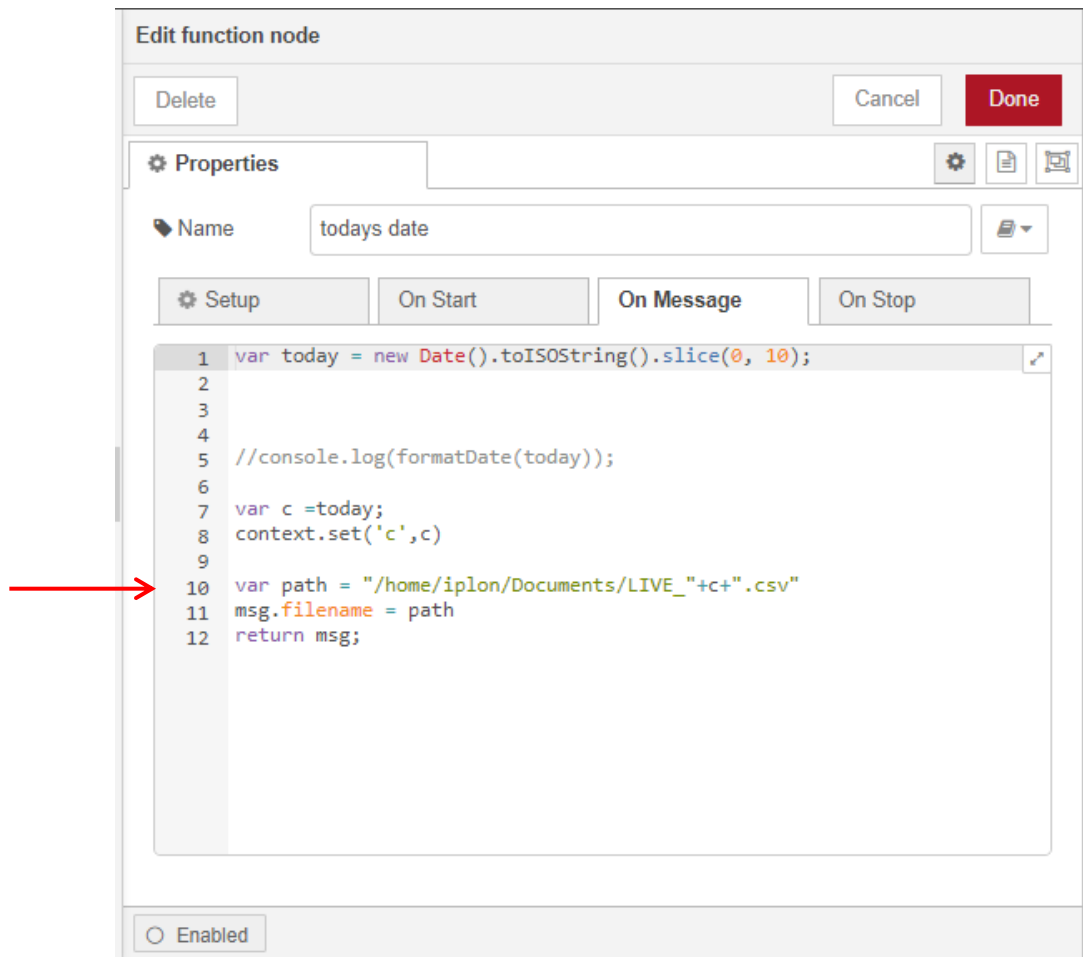 Edit function node
Delete
Cancel
Done
Properties
Name
todays date
Setup
On Start
On Message
On Stop
1 var today = new Date().toISOString().slice(0, 10);
2
3
4
5 //console.log(formatDate(today));
6
7 var c =today;
8 context.set('c',c)
9
10 var path = "/home/iplon/Documents/LIVE_"+c+".csv"
11 msg.filename = path
12 return msg;
Enabled